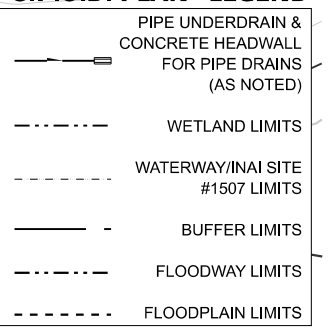 LEGEND
PIPE UNDERDRAIN &
CONCRETE HEADWALL
FOR PIPE DRAINS
(AS NOTED)
WETLAND LIMITS
WATERWAY/INAI SITE
#1507 LIMITS
BUFFER LIMITS
FLOODWAY LIMITS
FLOODPLAIN LIMITS